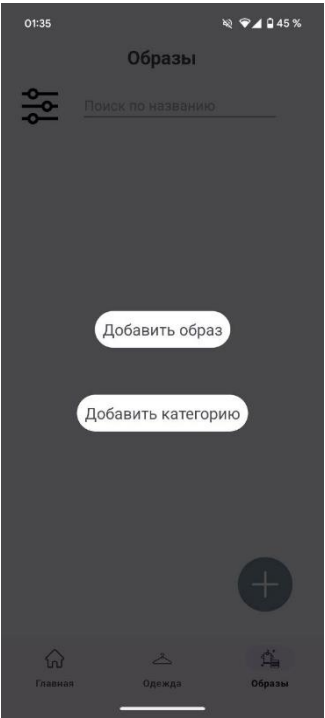 01:35 45 %
Образы
Поиск по названию
Добавить образ
Добавить категорию
Главная Одежда Образы